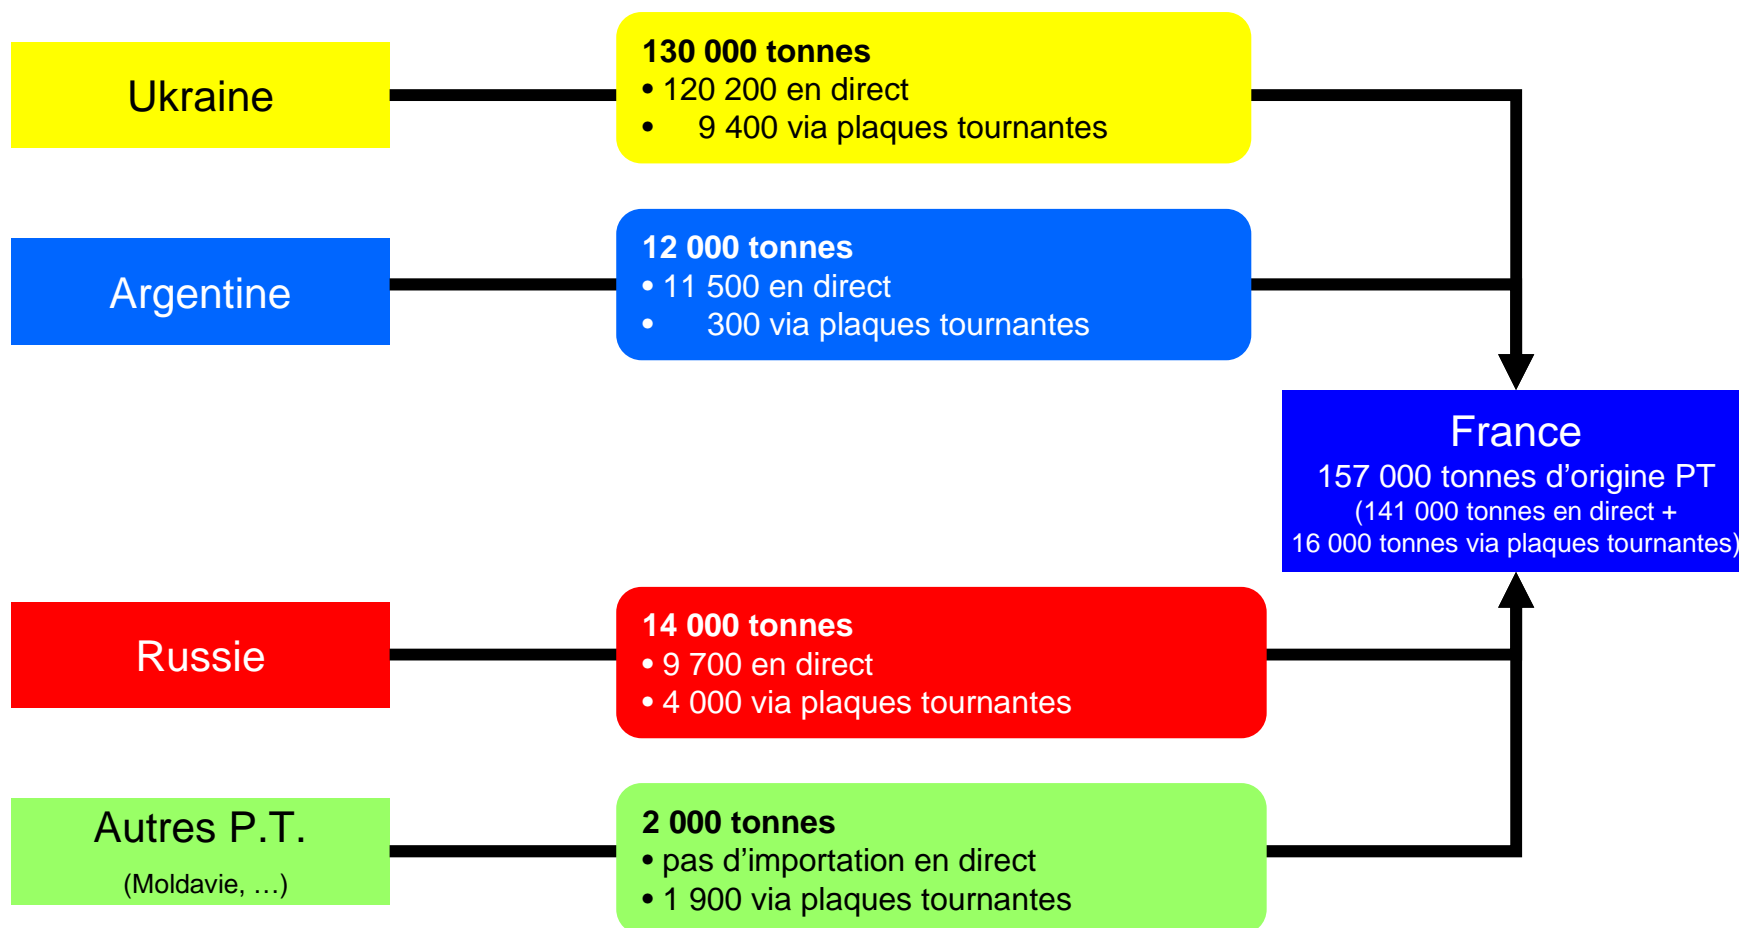 Ukraine
130 000 tonnes
• 120 200 en direct
• 9 400 via plaques tournantes
Argentine
12 000 tonnes
• 11 500 en direct
• 300 via plaques tournantes
France
157 000 tonnes d’origine PT
(141 000 tonnes en direct +
16 000 tonnes via plaques tournantes)
Russie
14 000 tonnes
• 9 700 en direct
• 4 000 via plaques tournantes
Autres P.T.
(Moldavie, …)
2 000 tonnes
• pas d’importation en direct
• 1 900 via plaques tournantes